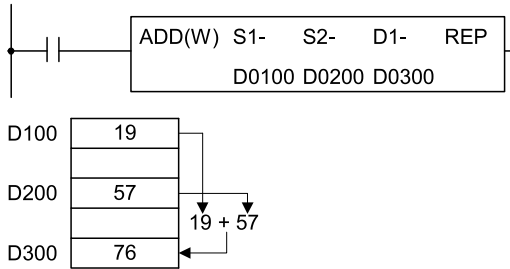 ADD(W) S1- S2- D1- REP
D0100 D0200 D0300
D100 19
D200 57
19 + 57
D300 76